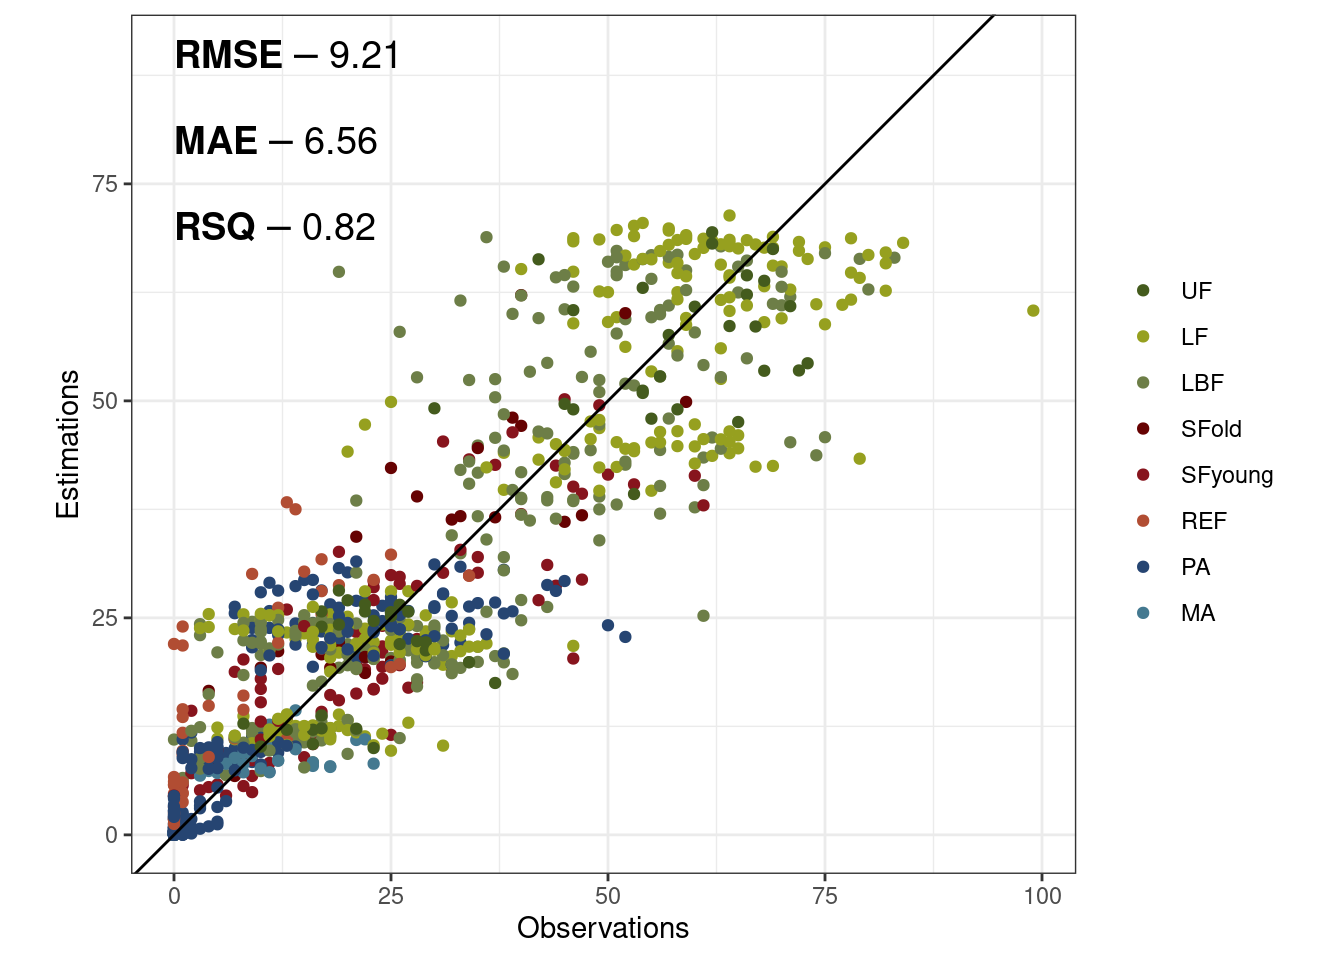 RMSE – 9.21
MAE – 6.56
RSQ – 0.82
75
50
25
0
0 25 50 75 100
Observations
Estimations
UF
LF
LBF
SFold
SFyoung
REF
PA
MA